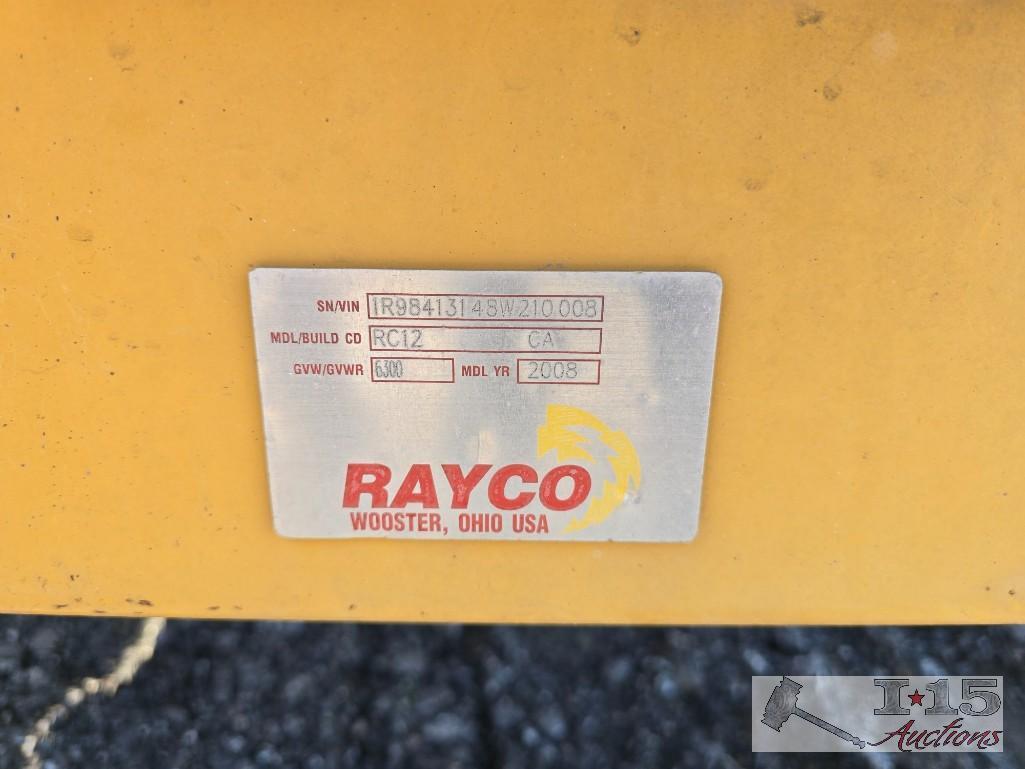 SN/VIN 1R98413148W210008
MDL/BUILD CD RC12 CA
GVW/GVWR 6300 MDL YR 2008
RAYCO
WOOSTER, OHIO USA
I★15
Auctions